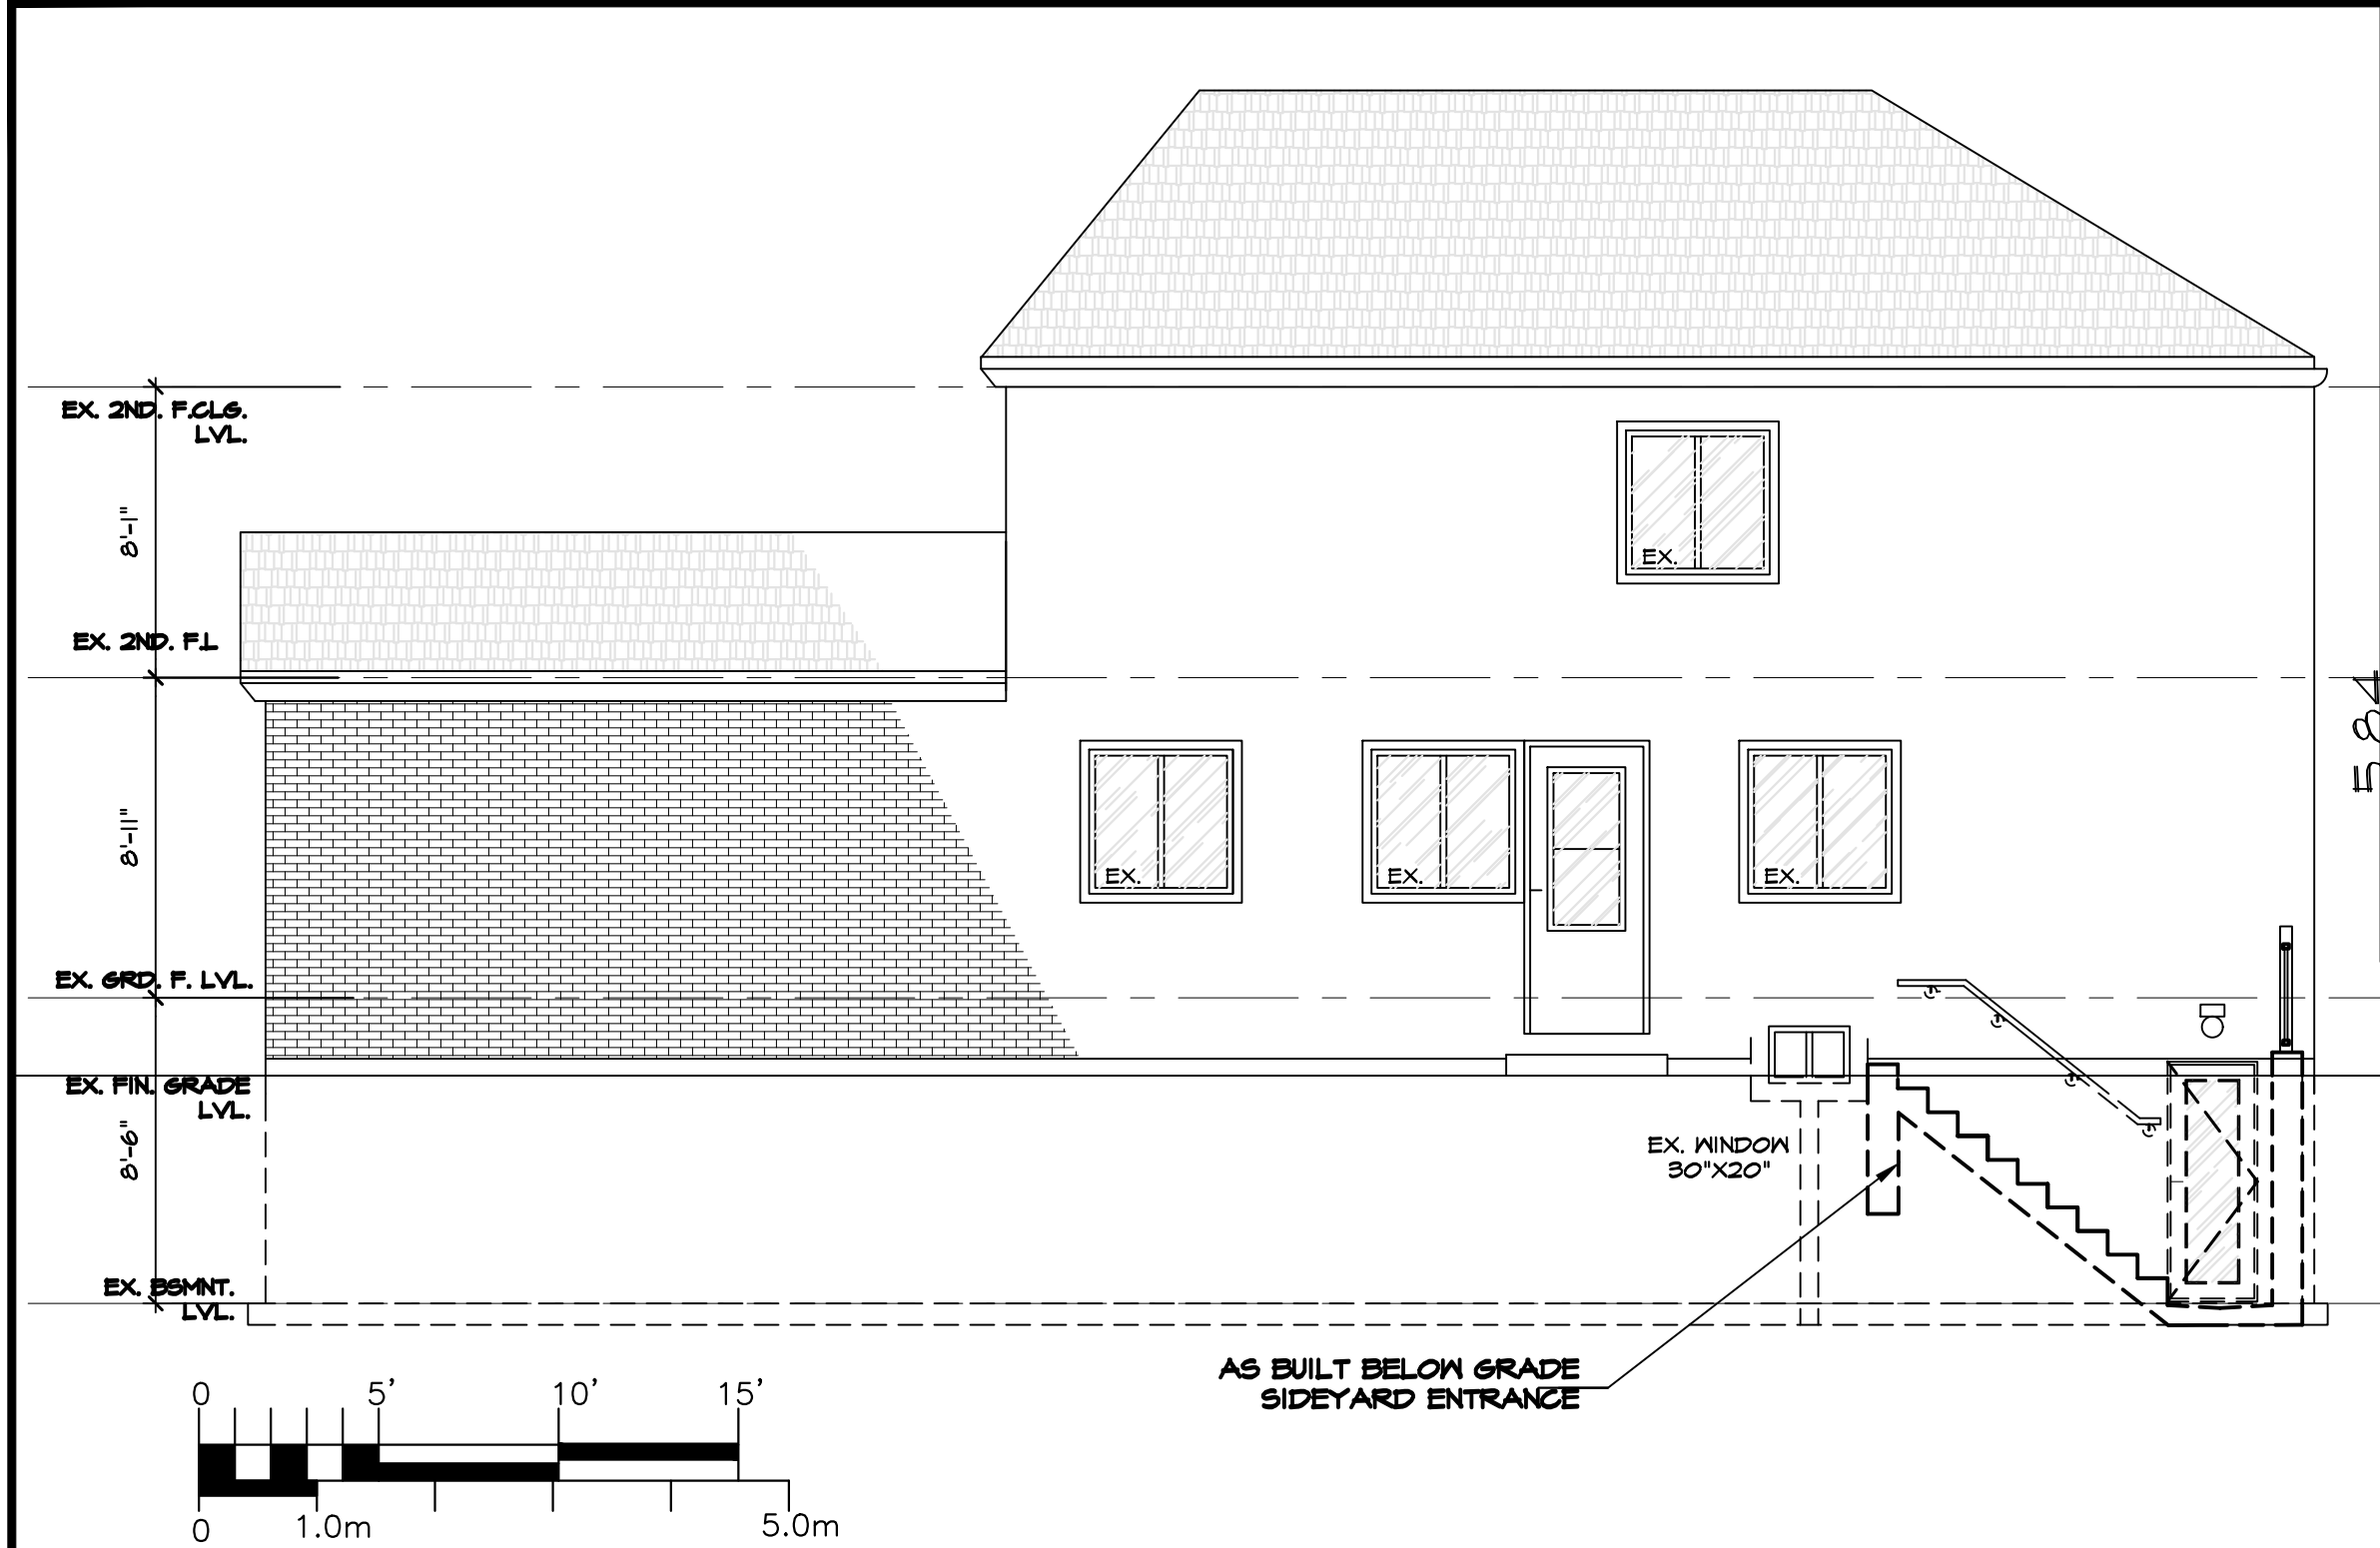 EX. 2ND. F.CLG.
LVL.
8'-1"
EX.
EX. 2ND. F.L
5.84
8'-11"
EX.
EX.
EX.
EX. GRD. F. LVL.
EX. FIN. GRADE
LVL.
8'-6"
EX. WINDOW
30"X20"
EX. BSMNT.
LVL.
AS BUILT BELOW GRADE
SIDEYARD ENTRANCE
0 5' 10' 15'
0 1.0m 5.0m